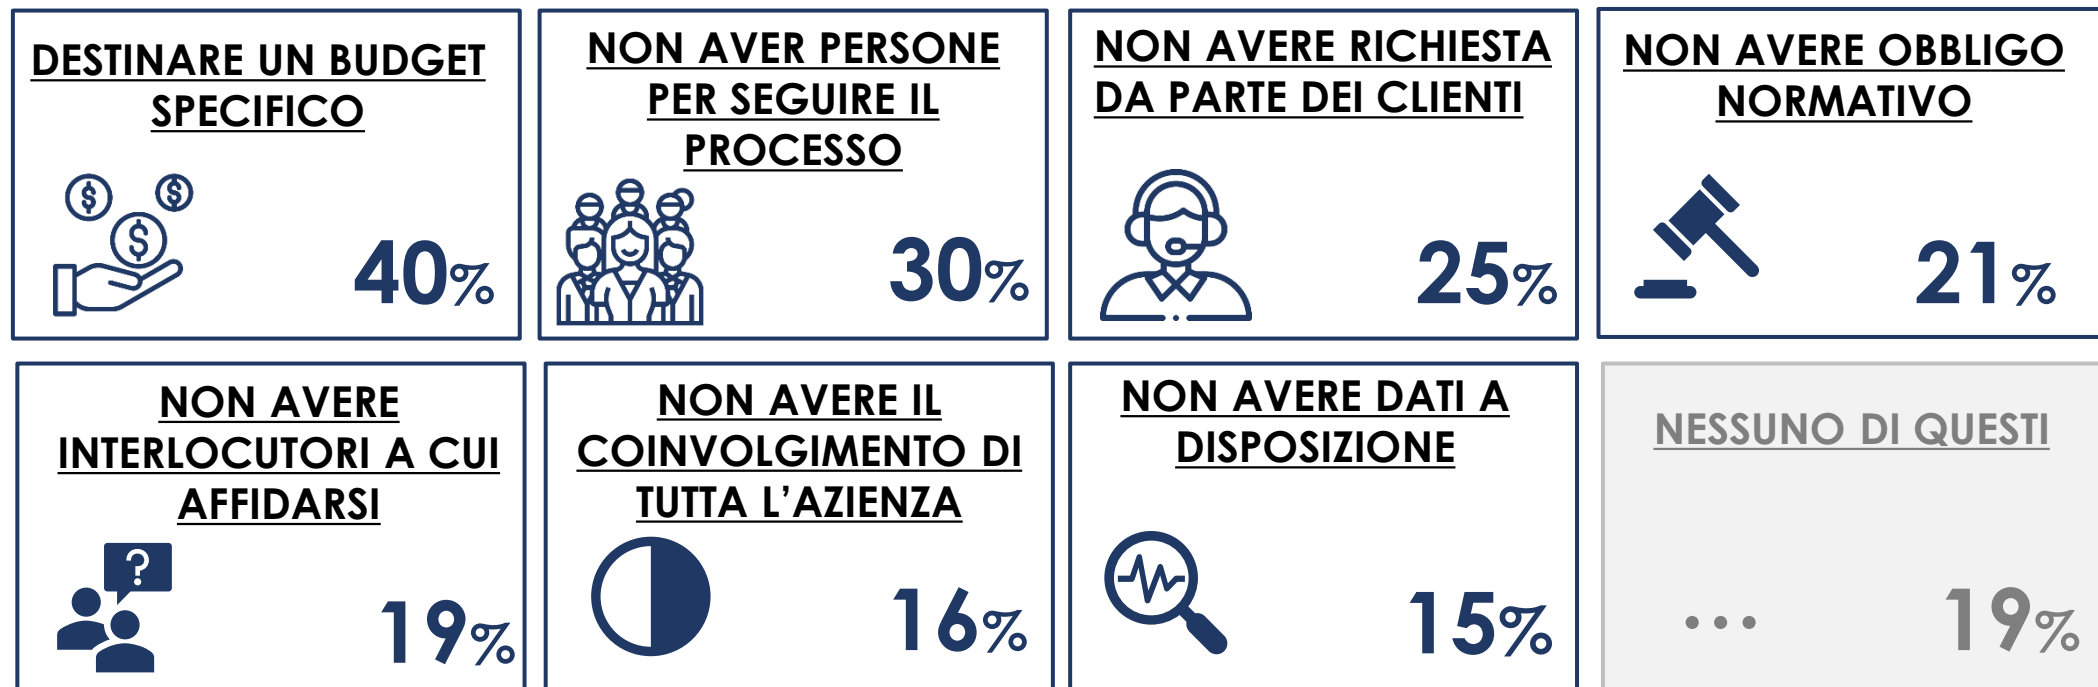 DESTINARE UN BUDGET
SPECIFICO
$ $
$
40%
NON AVER PERSONE
PER SEGUIRE IL
PROCESSO
30%
NON AVERE RICHIESTA
DA PARTE DEI CLIENTI
25%
NON AVERE OBBLIGO
NORMATIVO
21%
NON AVERE
INTERLOCUTORI A CUI
AFFIDARSI
?
19%
NON AVERE IL
COINVOLGIMENTO DI
TUTTA L’AZIENZA
16%
NON AVERE DATI A
DISPOSIZIONE
15%
NESSUNO DI QUESTI
... 19%